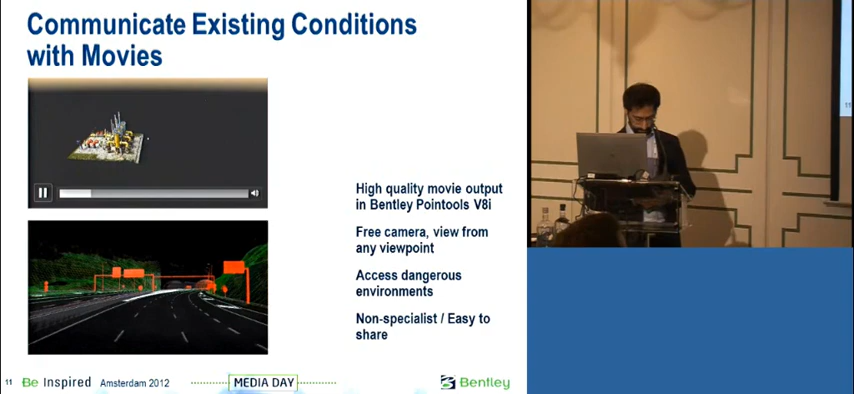 Communicate Existing Conditions
with Movies
High quality movie output
in Bentley Pointools V8i
Free camera, view from
any viewpoint
Access dangerous
environments
Non-specialist / Easy to
share
11 Be Inspired Amsterdam 2012 MEDIA DAY Bentley
11